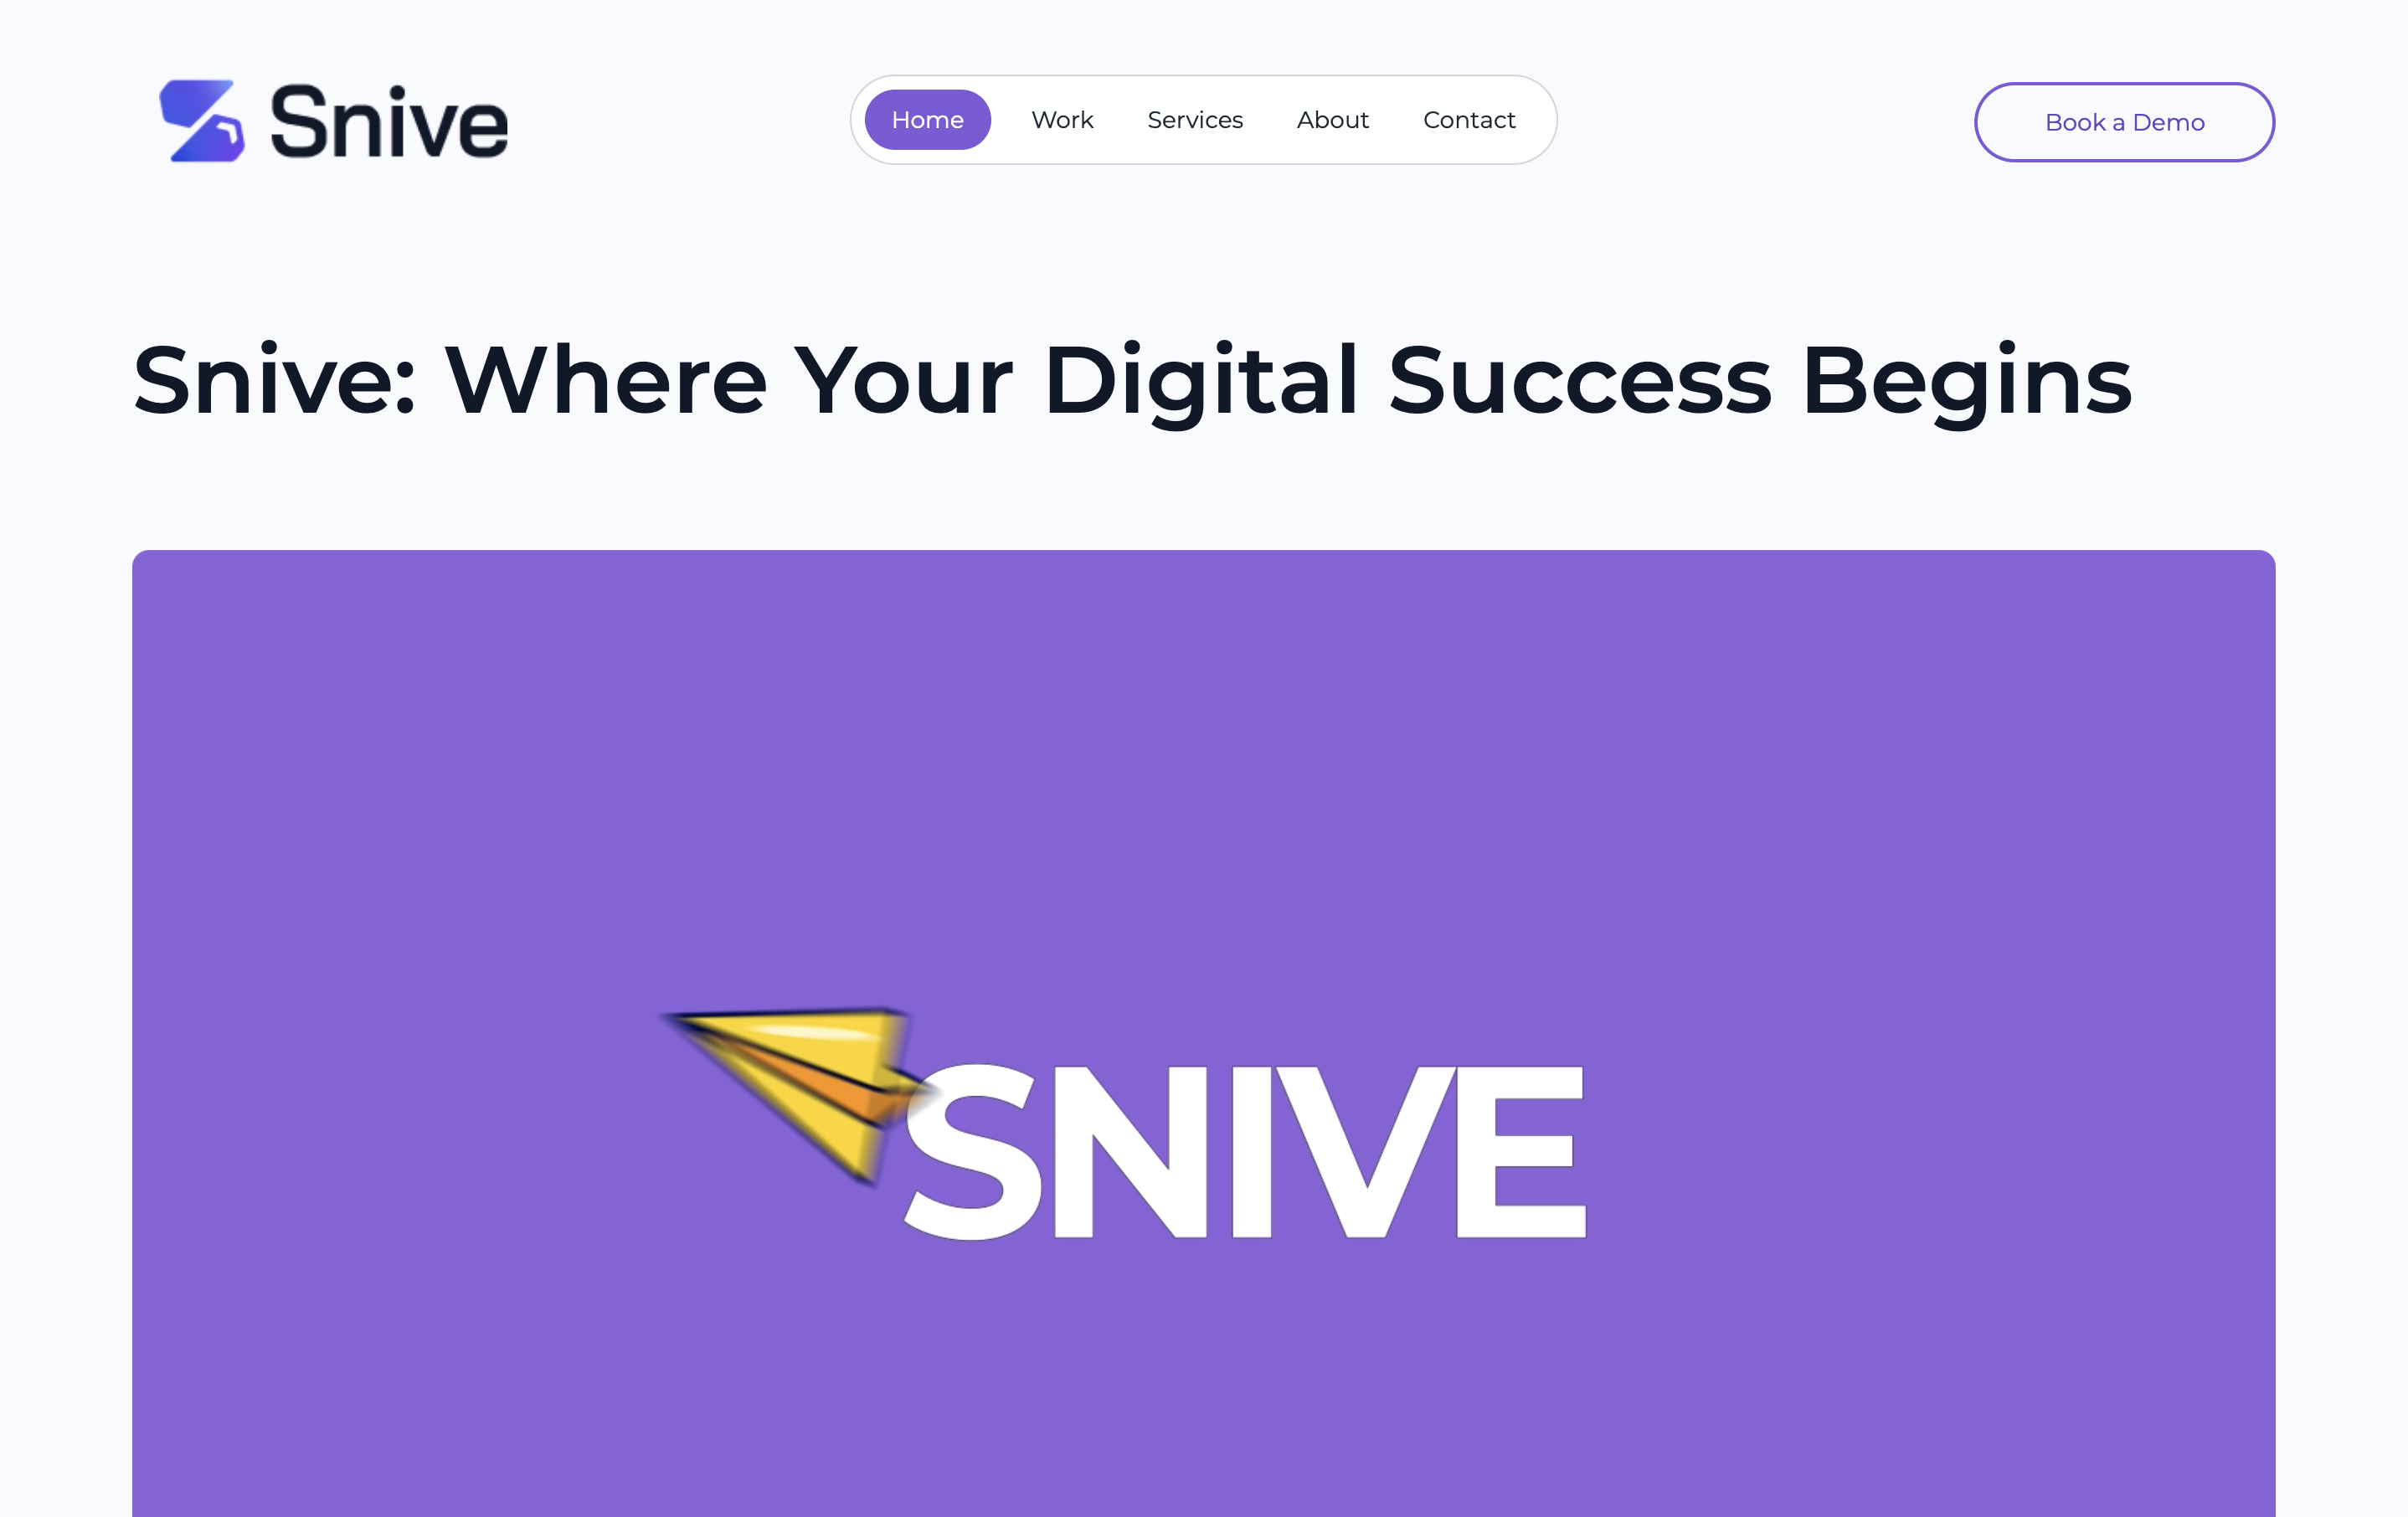 Snive
Home Work Services About Contact
Book a Demo
Snive: Where Your Digital Success Begins
SNIVE